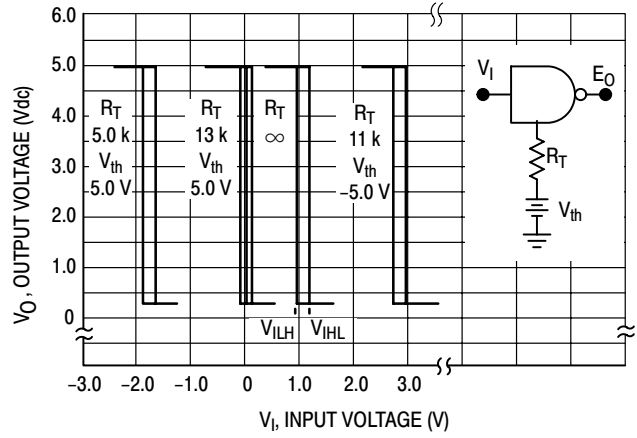 6.0
5.0
4.0
3.0
2.0
1.0
0
V_O, OUTPUT VOLTAGE (Vdc)
R_T
5.0 k
V_th
5.0 V
R_T
13 k
V_th
5.0 V
R_T
∞
R_T
11 k
V_th
−5.0 V
V_I
E_O
R_T
V_th
V_ILH
V_IHL
−3.0 −2.0 −1.0 0 1.0 2.0 3.0
V_I, INPUT VOLTAGE (V)